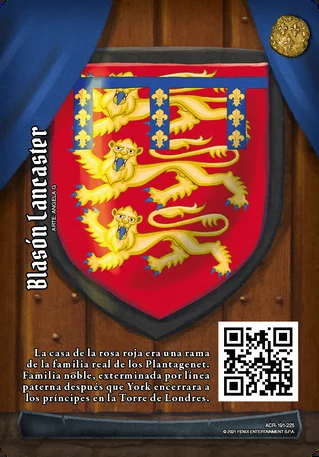 Blasón Lancaster
ARTE: ANGELA G.
La casa de la rosa roja era una rama
de la familia real de los Plantagenet.
Familia noble, exterminada por línea
paterna después que York encerrara a
los príncipes en la Torre de Londres.
ACR-191-225
©2021 FENIX ENTERTAINMENT S.P.A.